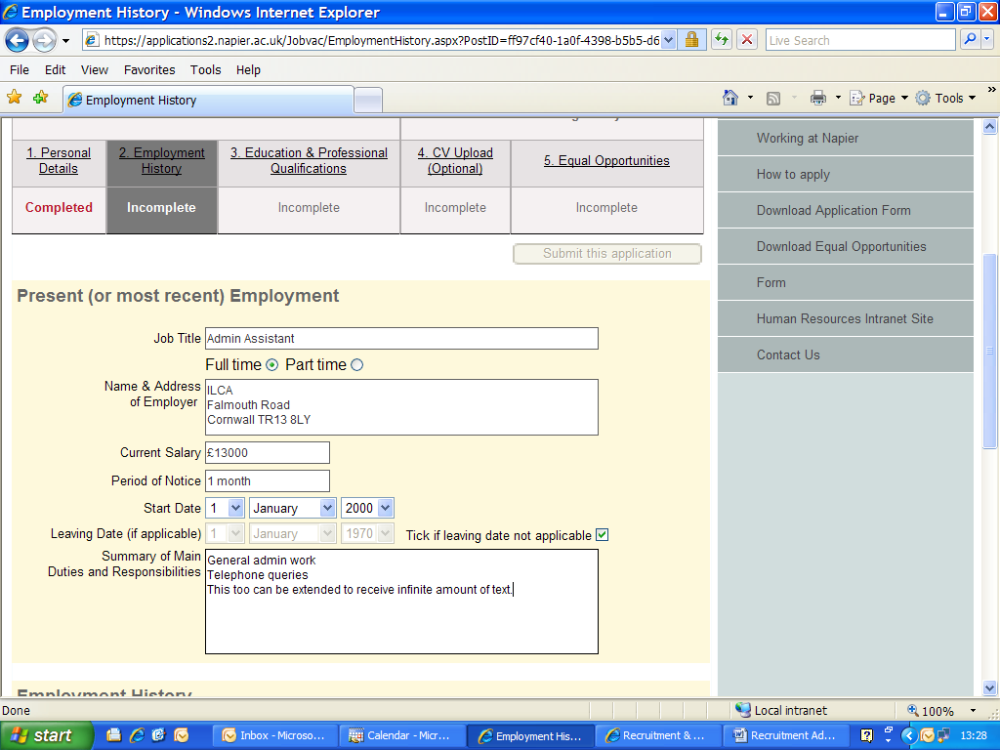 Employment History - Windows Internet Explorer
https://applications2.napier.ac.uk/Jobvac/EmploymentHistory.aspx?PostID=ff97cf40-1a0f-4398-b5b5-d6
Live Search
File Edit View Favorites Tools Help
Employment History
Page Tools
1. Personal Details
2. Employment History
3. Education & Professional Qualifications
4. CV Upload (Optional)
5. Equal Opportunities
Completed
Incomplete
Incomplete
Incomplete
Incomplete
Submit this application
Present (or most recent) Employment
Job Title Admin Assistant
Full time Part time
Name & Address of Employer
ILCA
Falmouth Road
Cornwall TR13 8LY
Current Salary £13000
Period of Notice 1 month
Start Date 1 January 2000
Leaving Date (if applicable) 1 January 1970 Tick if leaving date not applicable
Summary of Main
Duties and Responsibilities
General admin work
Telephone queries
This too can be extended to receive infinite amount of text.
Employment History
Working at Napier
How to apply
Download Application Form
Download Equal Opportunities
Form
Human Resources Intranet Site
Contact Us
Done
Local intranet
100%
start
Inbox - Microso...
Calendar - Micr...
Employment His...
Recruitment & ...
Recruitment Ad...
13:28